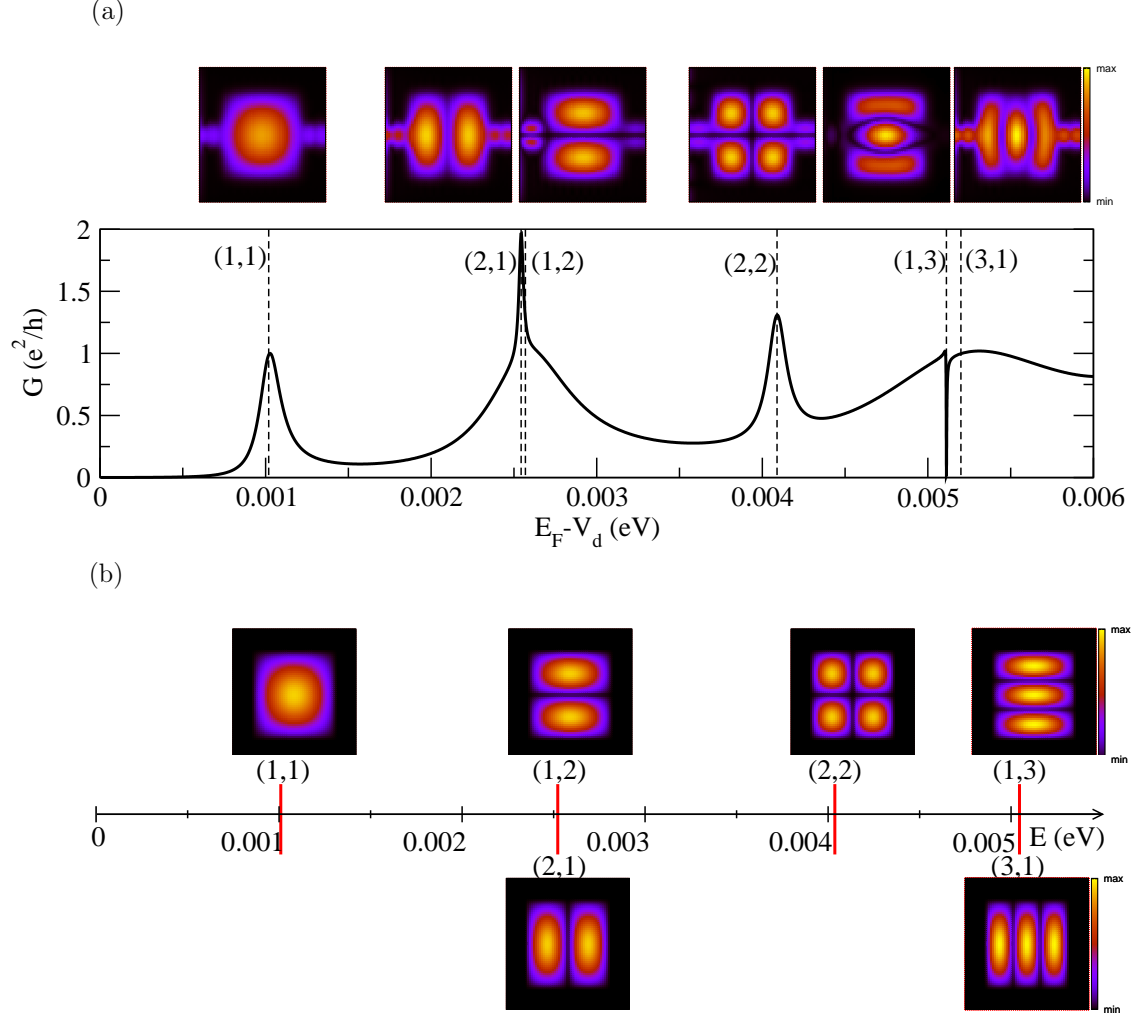 (a)
max
min
2
1.5
1
0.5
0
G (e²/h)
(1,1)
(2,1)
(1,2)
(2,2)
(1,3)
(3,1)
0
0.001
0.002
0.003
0.004
0.005
0.006
E_F-V_d (eV)
(b)
max
min
(1,1)
(1,2)
(2,2)
(1,3)
0
0.001
0.002
0.003
0.004
0.005
E (eV)
(2,1)
(3,1)
max
min